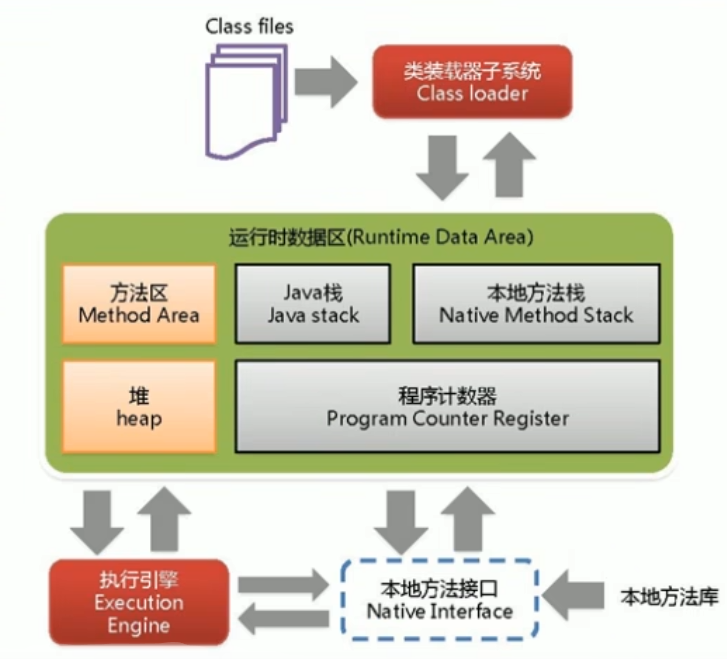 Class files
类装载器子系统
Class loader
运行时数据区(Runtime Data Area)
方法区
Method Area
Java栈
Java stack
本地方法栈
Native Method Stack
堆
heap
程序计数器
Program Counter Register
执行引擎
Execution
Engine
本地方法接口
Native Interface
本地方法库